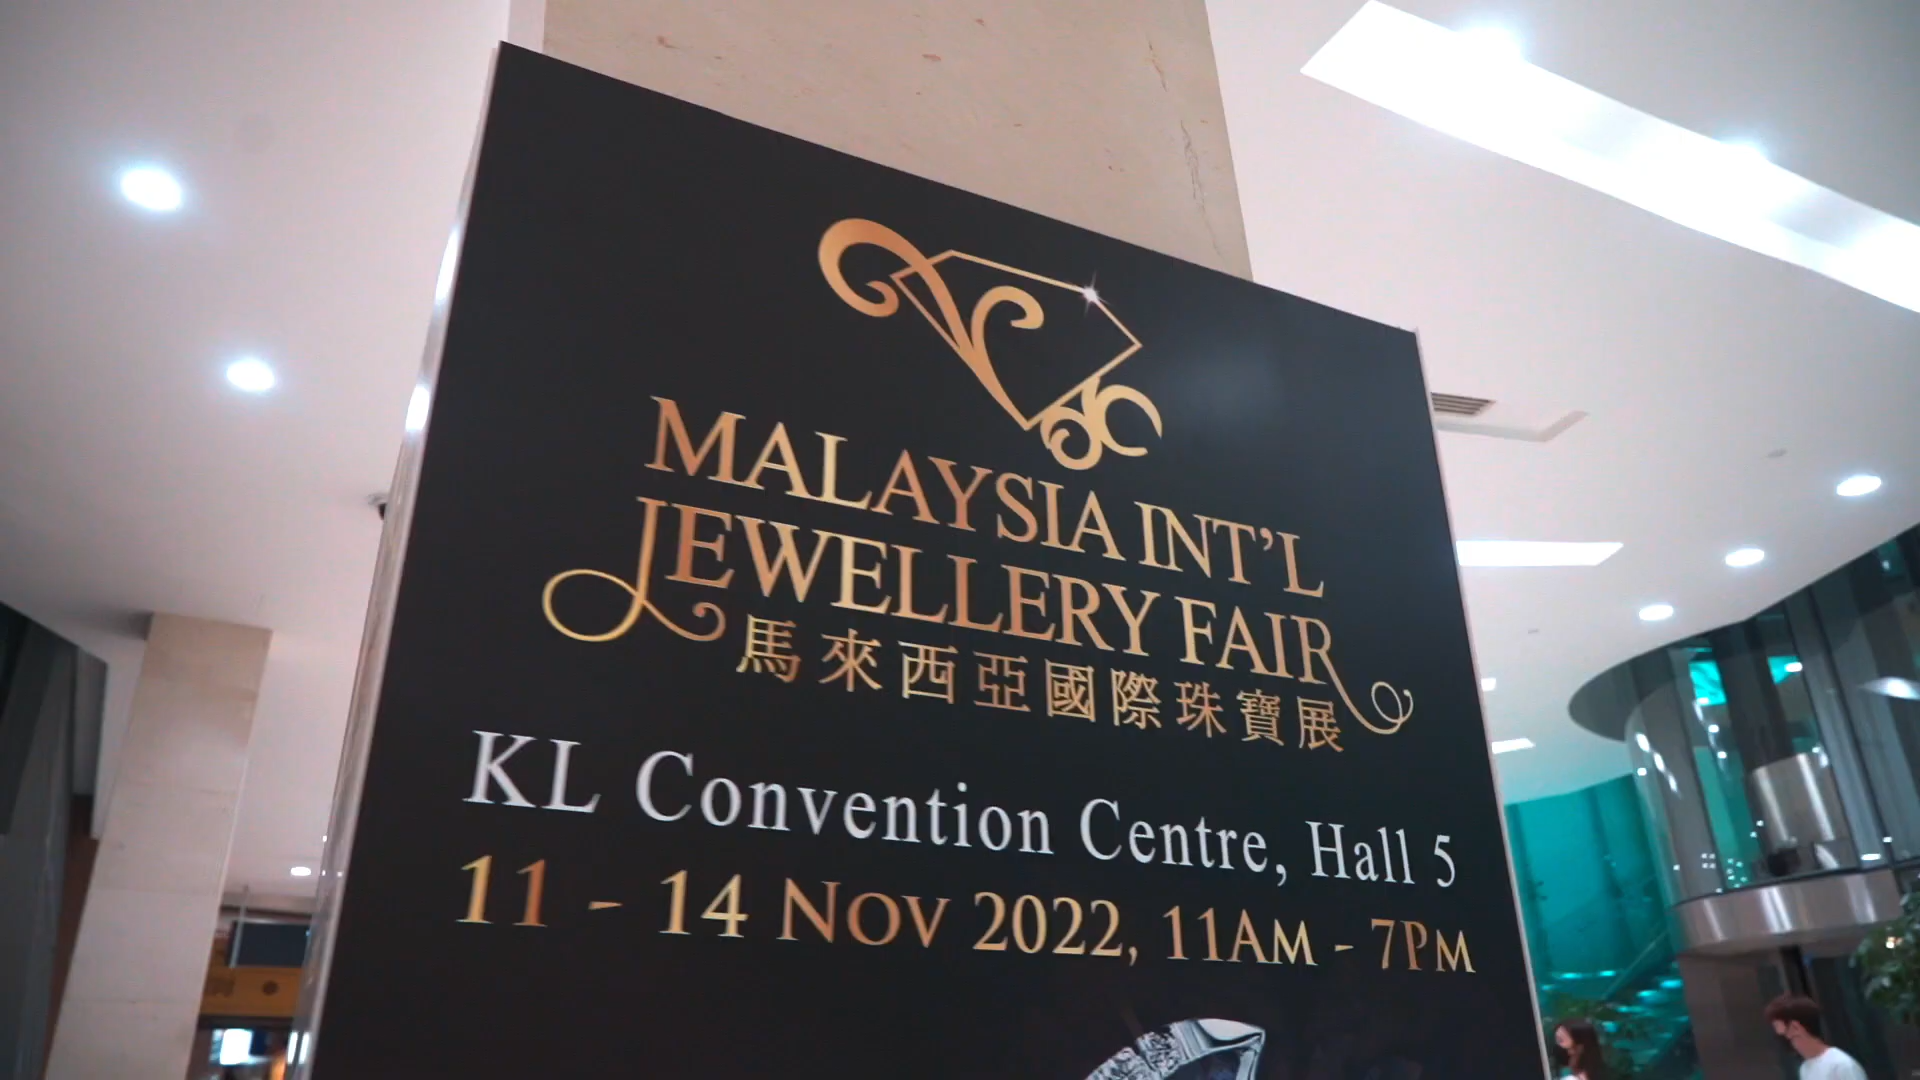 MALAYSIA INT'L
JEWELLERY FAIR
馬來西亞國際珠寶展
KL Convention Centre, Hall 5
11 - 14 NOV 2022, 11AM - 7PM